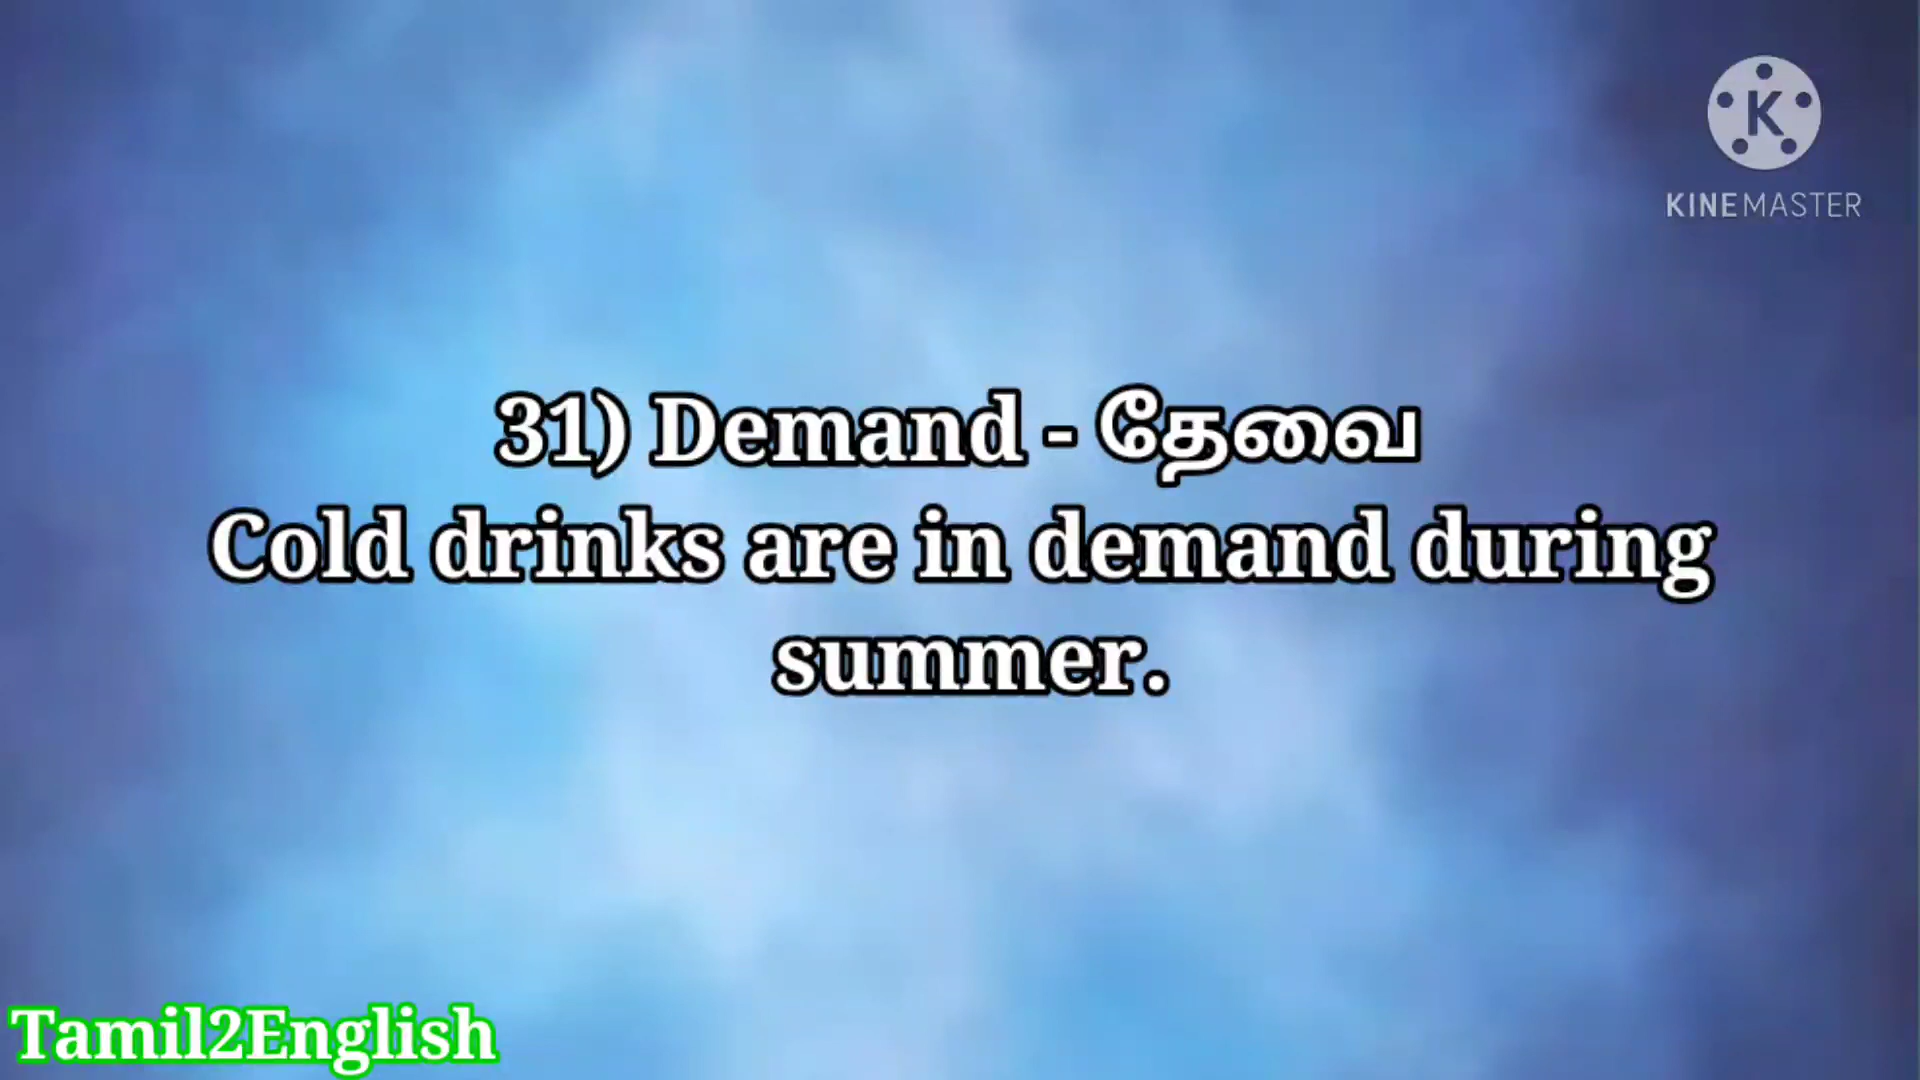 K
KINEMASTER
31) Demand - தேவை
Cold drinks are in demand during
summer.
Tamil2English